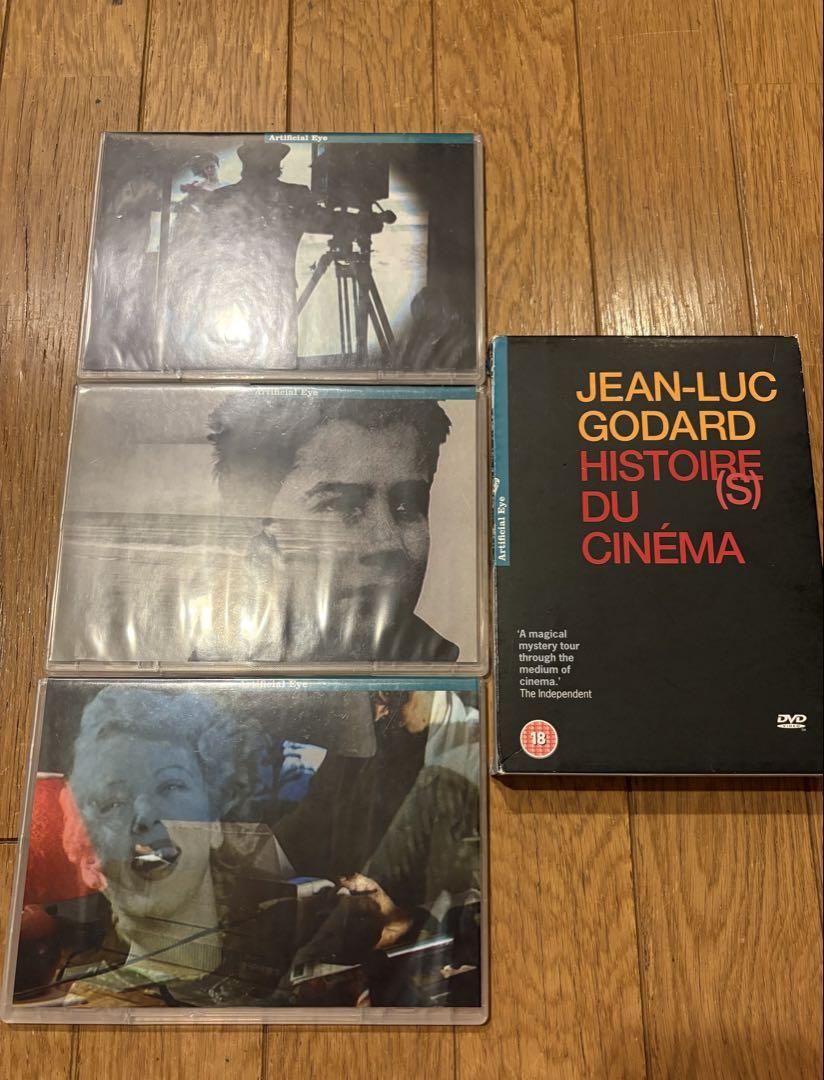 Artificial Eye
Artificial Eye
Artificial Eye
JEAN-LUC
GODARD
HISTOIRE
(S)
DU
CINÉMA
Artificial Eye
'A magical
mystery tour
through the
medium of
cinema.'
The Independent
18
DVD
VIDEO